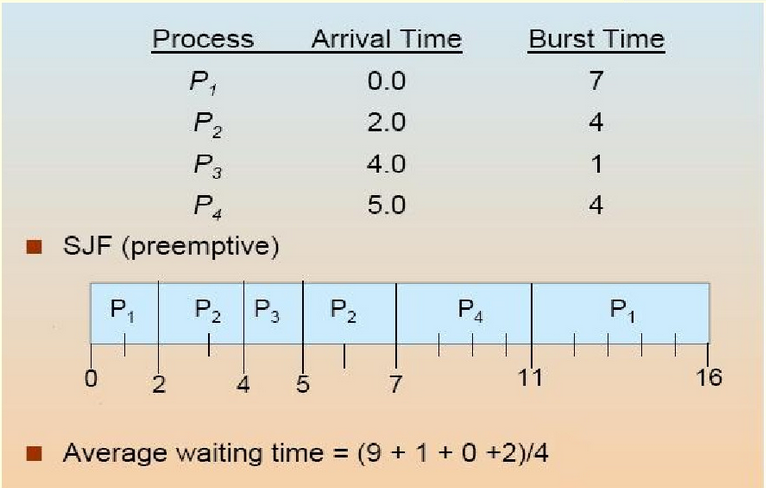 Process Arrival Time Burst Time
P1 0.0 7
P2 2.0 4
P3 4.0 1
P4 5.0 4
SJF (preemptive)
P1 P2 P3 P2 P4 P1
0 2 4 5 7 11 16
Average waiting time = (9 + 1 + 0 +2)/4